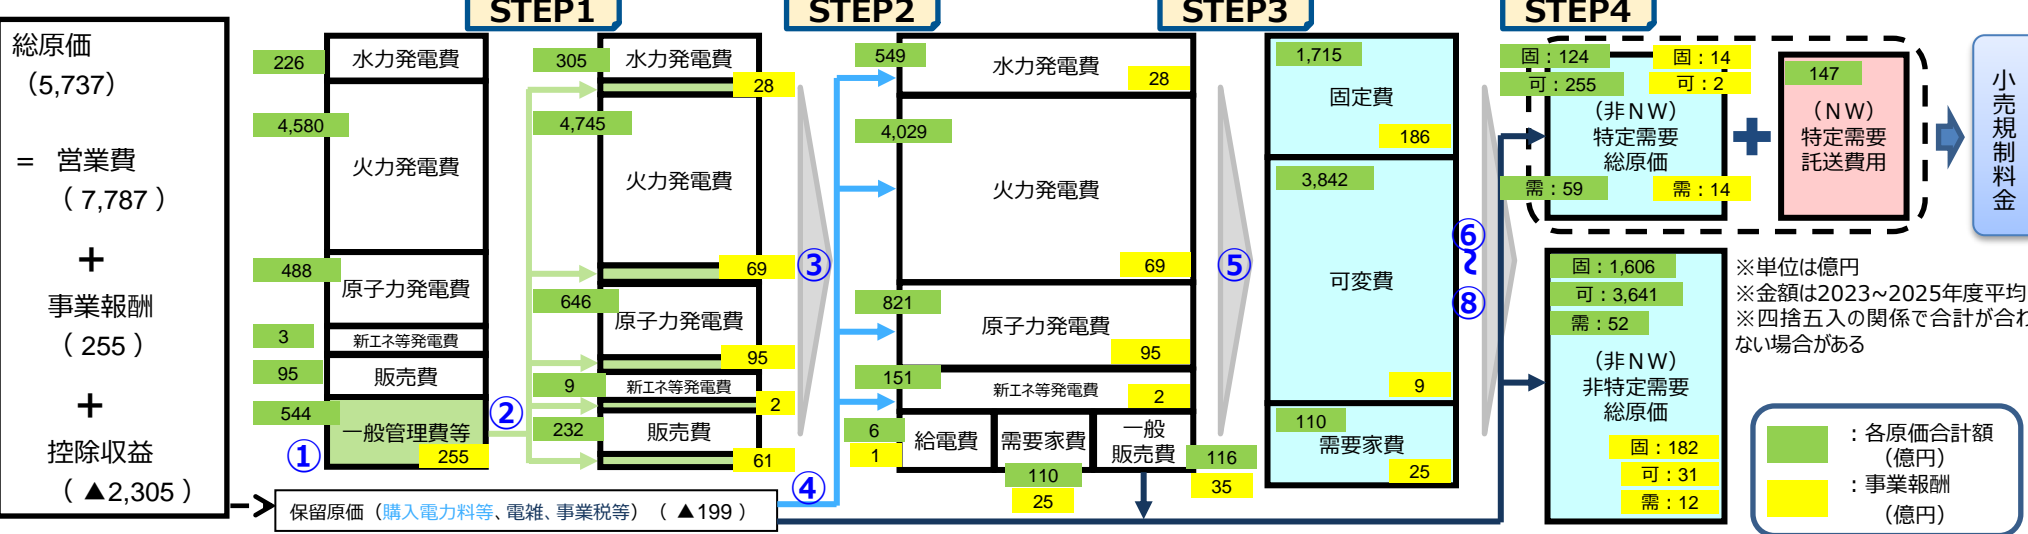 STEP1
STEP2
STEP3
STEP4
総原価
（5,737）
= 営業費
（ 7,787 ）
＋
事業報酬
（ 255 ）
＋
控除収益
（ ▲2,305 ）
226
水力発電費
4,580
火力発電費
488
原子力発電費
3
新エネ等発電費
95
販売費
544
一般管理費等
255
①
②
305
水力発電費
28
4,745
火力発電費
69
646
原子力発電費
95
9
新エネ等発電費
2
232
販売費
61
③
④
保留原価（購入電力料等、電雑、事業税等）（ ▲199 ）
549
水力発電費
28
4,029
火力発電費
69
821
原子力発電費
95
151
新エネ等発電費
2
6
1
給電費
需要家費
110
25
一般
販売費
116
35
⑤
1,715
固定費
186
3,842
可変費
9
110
需要家費
25
⑥
～
⑧
固：124
固：14
可：255
可：2
（非ＮＷ）
特定需要
総原価
需：59
需：14
147
（ＮＷ）
特定需要
託送費用
小売規制料金
固：1,606
可：3,641
需：52
（非ＮＷ）
非特定需要
総原価
固：182
可：31
需：12
※単位は億円
※金額は2023~2025年度平均
※四捨五入の関係で合計が合わ
ない場合がある
：各原価合計額
（億円）
：事業報酬
（億円）